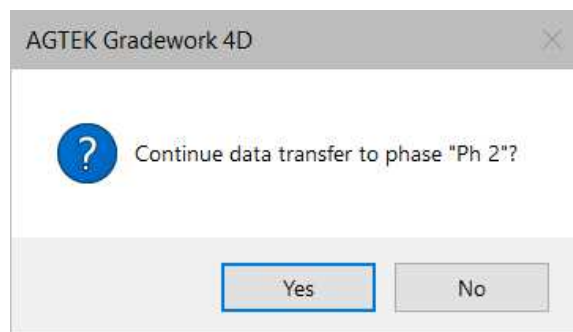 AGTEK Gradework 4D
?
Continue data transfer to phase "Ph 2"?
Yes
No